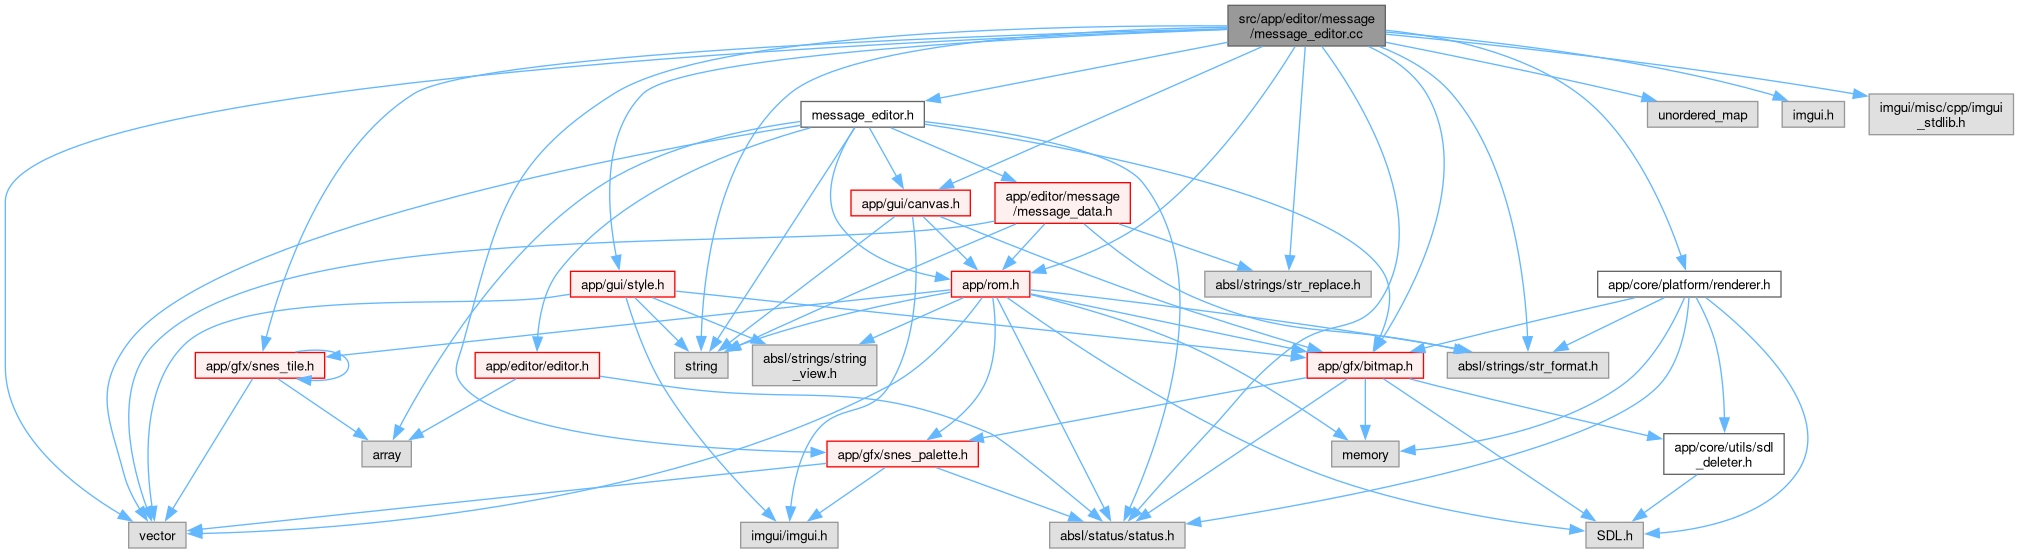 src/app/editor/message
/message_editor.cc
message_editor.h
unordered_map
imgui.h
imgui/misc/cpp/imgui
_stdlib.h
app/gui/canvas.h
app/editor/message
/message_data.h
app/gui/style.h
app/rom.h
absl/strings/str_replace.h
app/core/platform/renderer.h
app/gfx/snes_tile.h
app/editor/editor.h
string
absl/strings/string
_view.h
app/gfx/bitmap.h
absl/strings/str_format.h
array
app/gfx/snes_palette.h
memory
app/core/utils/sdl
_deleter.h
vector
imgui/imgui.h
absl/status/status.h
SDL.h